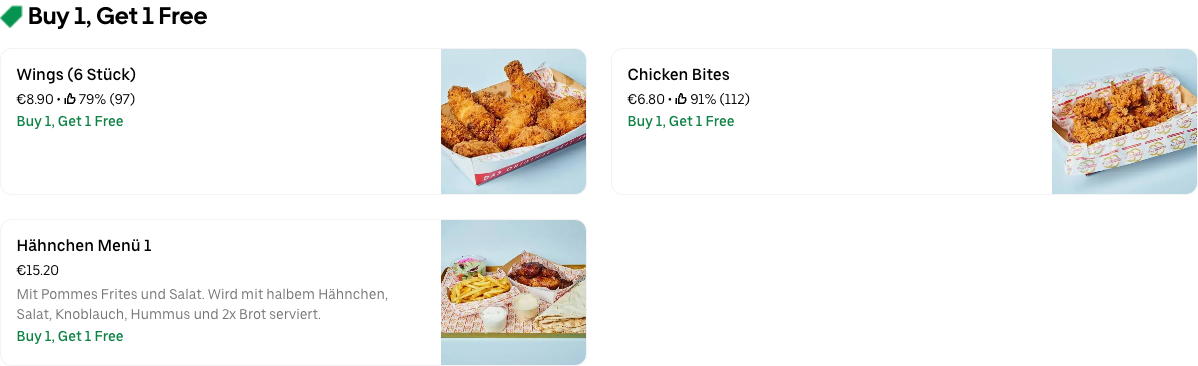 Buy 1, Get 1 Free
Wings (6 Stück)
€8.90 • 79% (97)
Buy 1, Get 1 Free
Chicken Bites
€6.80 • 91% (112)
Buy 1, Get 1 Free
Hähnchen Menü 1
€15.20
Mit Pommes Frites und Salat. Wird mit halbem Hähnchen,
Salat, Knoblauch, Hummus und 2x Brot serviert.
Buy 1, Get 1 Free